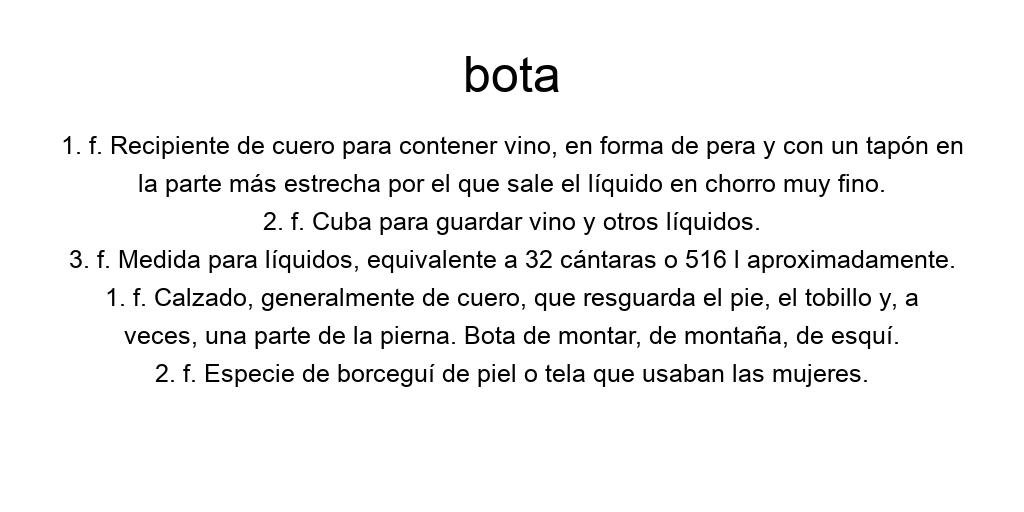 bota
1. f. Recipiente de cuero para contener vino, en forma de pera y con un tapón en
la parte más estrecha por el que sale el líquido en chorro muy fino.
2. f. Cuba para guardar vino y otros líquidos.
3. f. Medida para líquidos, equivalente a 32 cántaras o 516 l aproximadamente.
1. f. Calzado, generalmente de cuero, que resguarda el pie, el tobillo y, a
veces, una parte de la pierna. Bota de montar, de montaña, de esquí.
2. f. Especie de borceguí de piel o tela que usaban las mujeres.